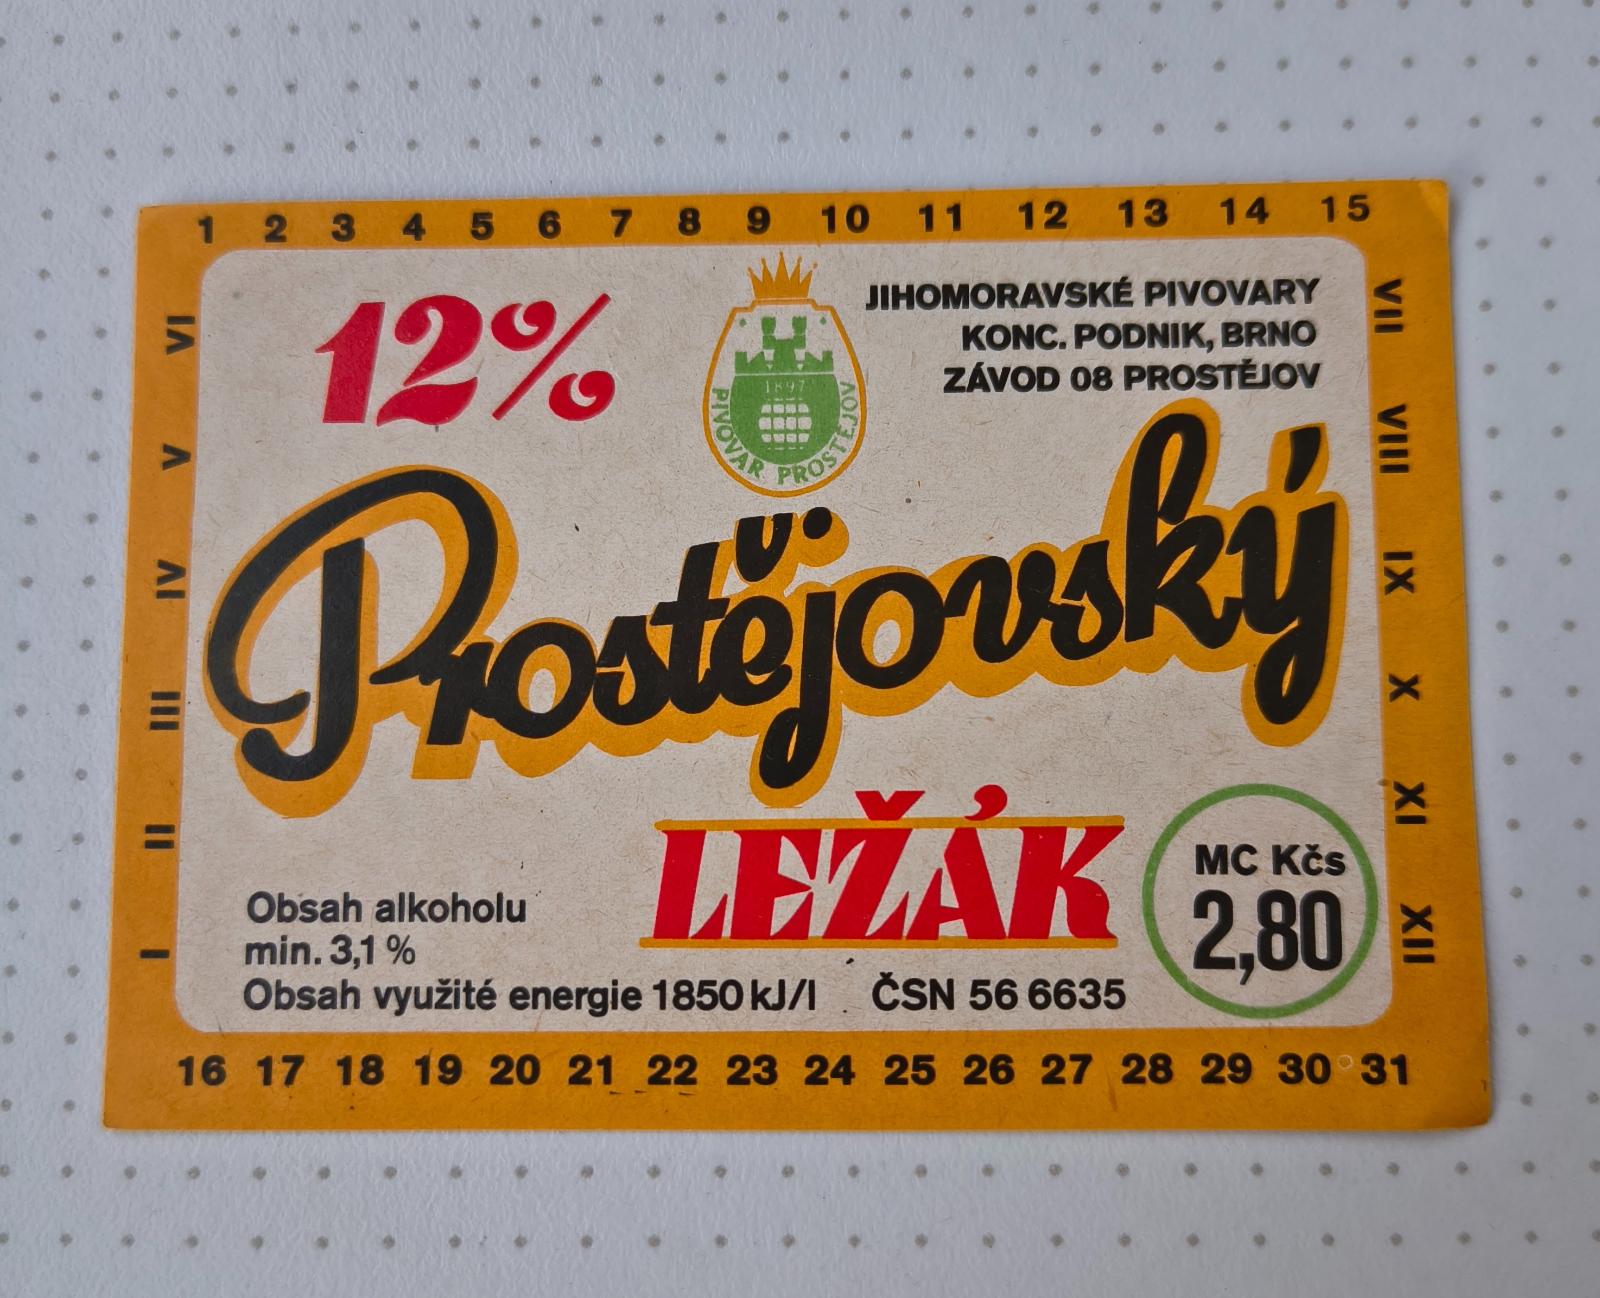 1 2 3 4 5 6 7 8 9 10 11 12 13 14 15
12%
1897
PIVOVAR PROSTĚJOV
JIHOMORAVSKÉ PIVOVARY
KONC. PODNIK, BRNO
ZÁVOD 08 PROSTĚJOV
Prostějovský
LEŽÁK
MC Kčs
2,80
Obsah alkoholu
min. 3,1 %
Obsah využité energie 1850 kJ/l ČSN 56 6635
I II III IV V VI
VII VIII IX X XI XII
16 17 18 19 20 21 22 23 24 25 26 27 28 29 30 31